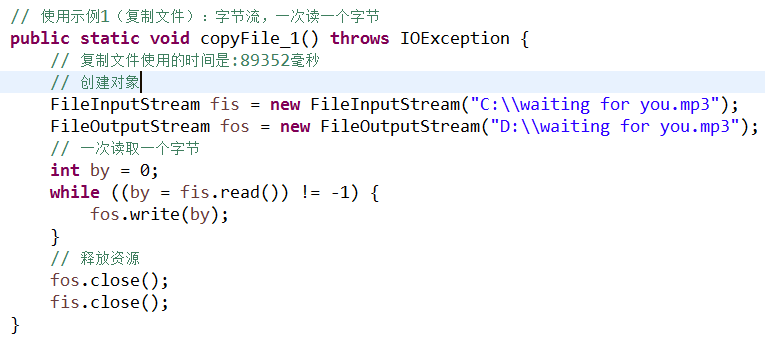 // 使用示例1（复制文件）：字节流，一次读一个字节
public static void copyFile_1() throws IOException {
// 复制文件使用的时间是:89352毫秒
// 创建对象
FileInputStream fis = new FileInputStream("C:\\waiting for you.mp3");
FileOutputStream fos = new FileOutputStream("D:\\waiting for you.mp3");
// 一次读取一个字节
int by = 0;
while ((by = fis.read()) != -1) {
fos.write(by);
}
// 释放资源
fos.close();
fis.close();
}